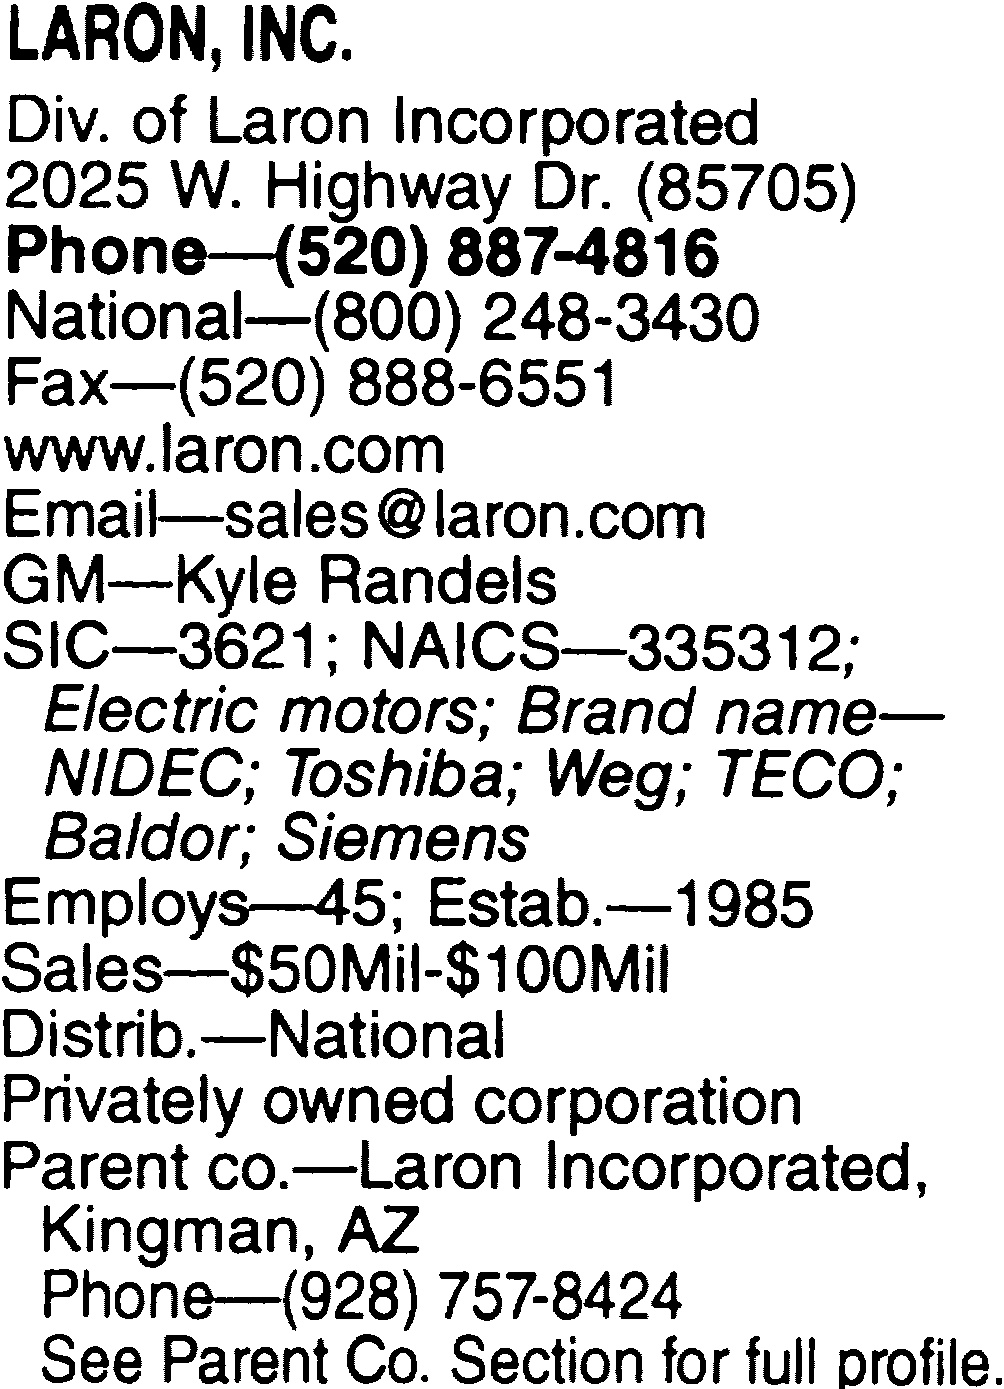 LARON, INC.
Div. of Laron Incorporated
2025 W. Highway Dr. (85705)
Phone—(520) 887-4816
National—(800) 248-3430
Fax—(520) 888-6551
www.laron.com
Email—sales@laron.com
GM—Kyle Randels
SIC—3621; NAICS—335312;
Electric motors; Brand name—
NIDEC; Toshiba; Weg; TECO;
Baldor; Siemens
Employs—45; Estab.—1985
Sales—$50Mil-$100Mil
Distrib.—National
Privately owned corporation
Parent co.—Laron Incorporated,
Kingman, AZ
Phone—(928) 757-8424
See Parent Co. Section for full profile.